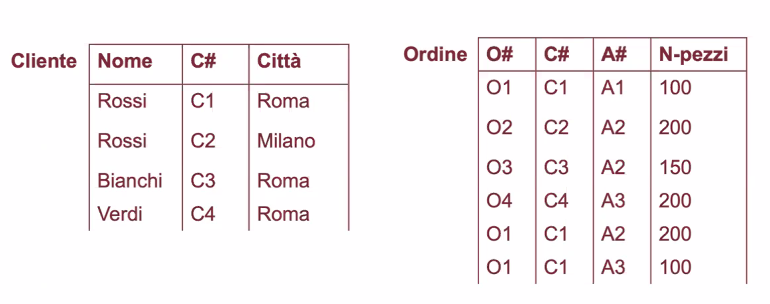 Cliente Nome C# Città
Rossi C1 Roma
Rossi C2 Milano
Bianchi C3 Roma
Verdi C4 Roma
Ordine O# C# A# N-pezzi
O1 C1 A1 100
O2 C2 A2 200
O3 C3 A2 150
O4 C4 A3 200
O1 C1 A2 200
O1 C1 A3 100